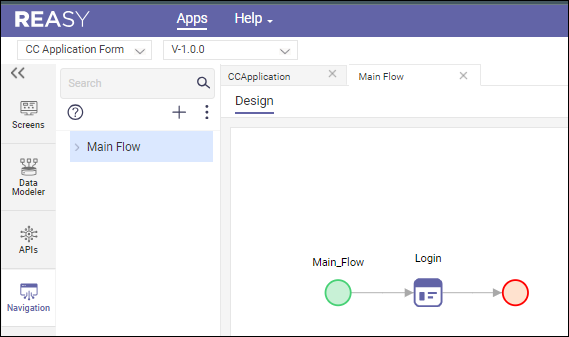 REASY
Apps
Help
CC Application Form
V-1.0.0
Search
Main Flow
Screens
Data
Modeler
APIs
Navigation
CCApplication
Main Flow
Design
Main_Flow
Login